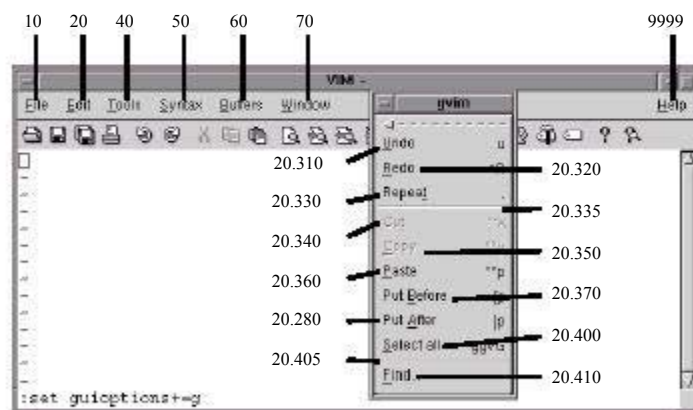 10 20 40 50 60 70 9999
VIM -
File Edit Tools Syntax Buffers Window Help
gvim
Undo u
20.310
Redo
20.320
20.330
Repeat .
20.335
20.340
Cut
Copy
20.350
20.360
Paste "*p
Put Before
20.370
20.280
Put After ]p
20.400
Select all ggVG
20.405
Find...
20.410
:set guioptions+=g